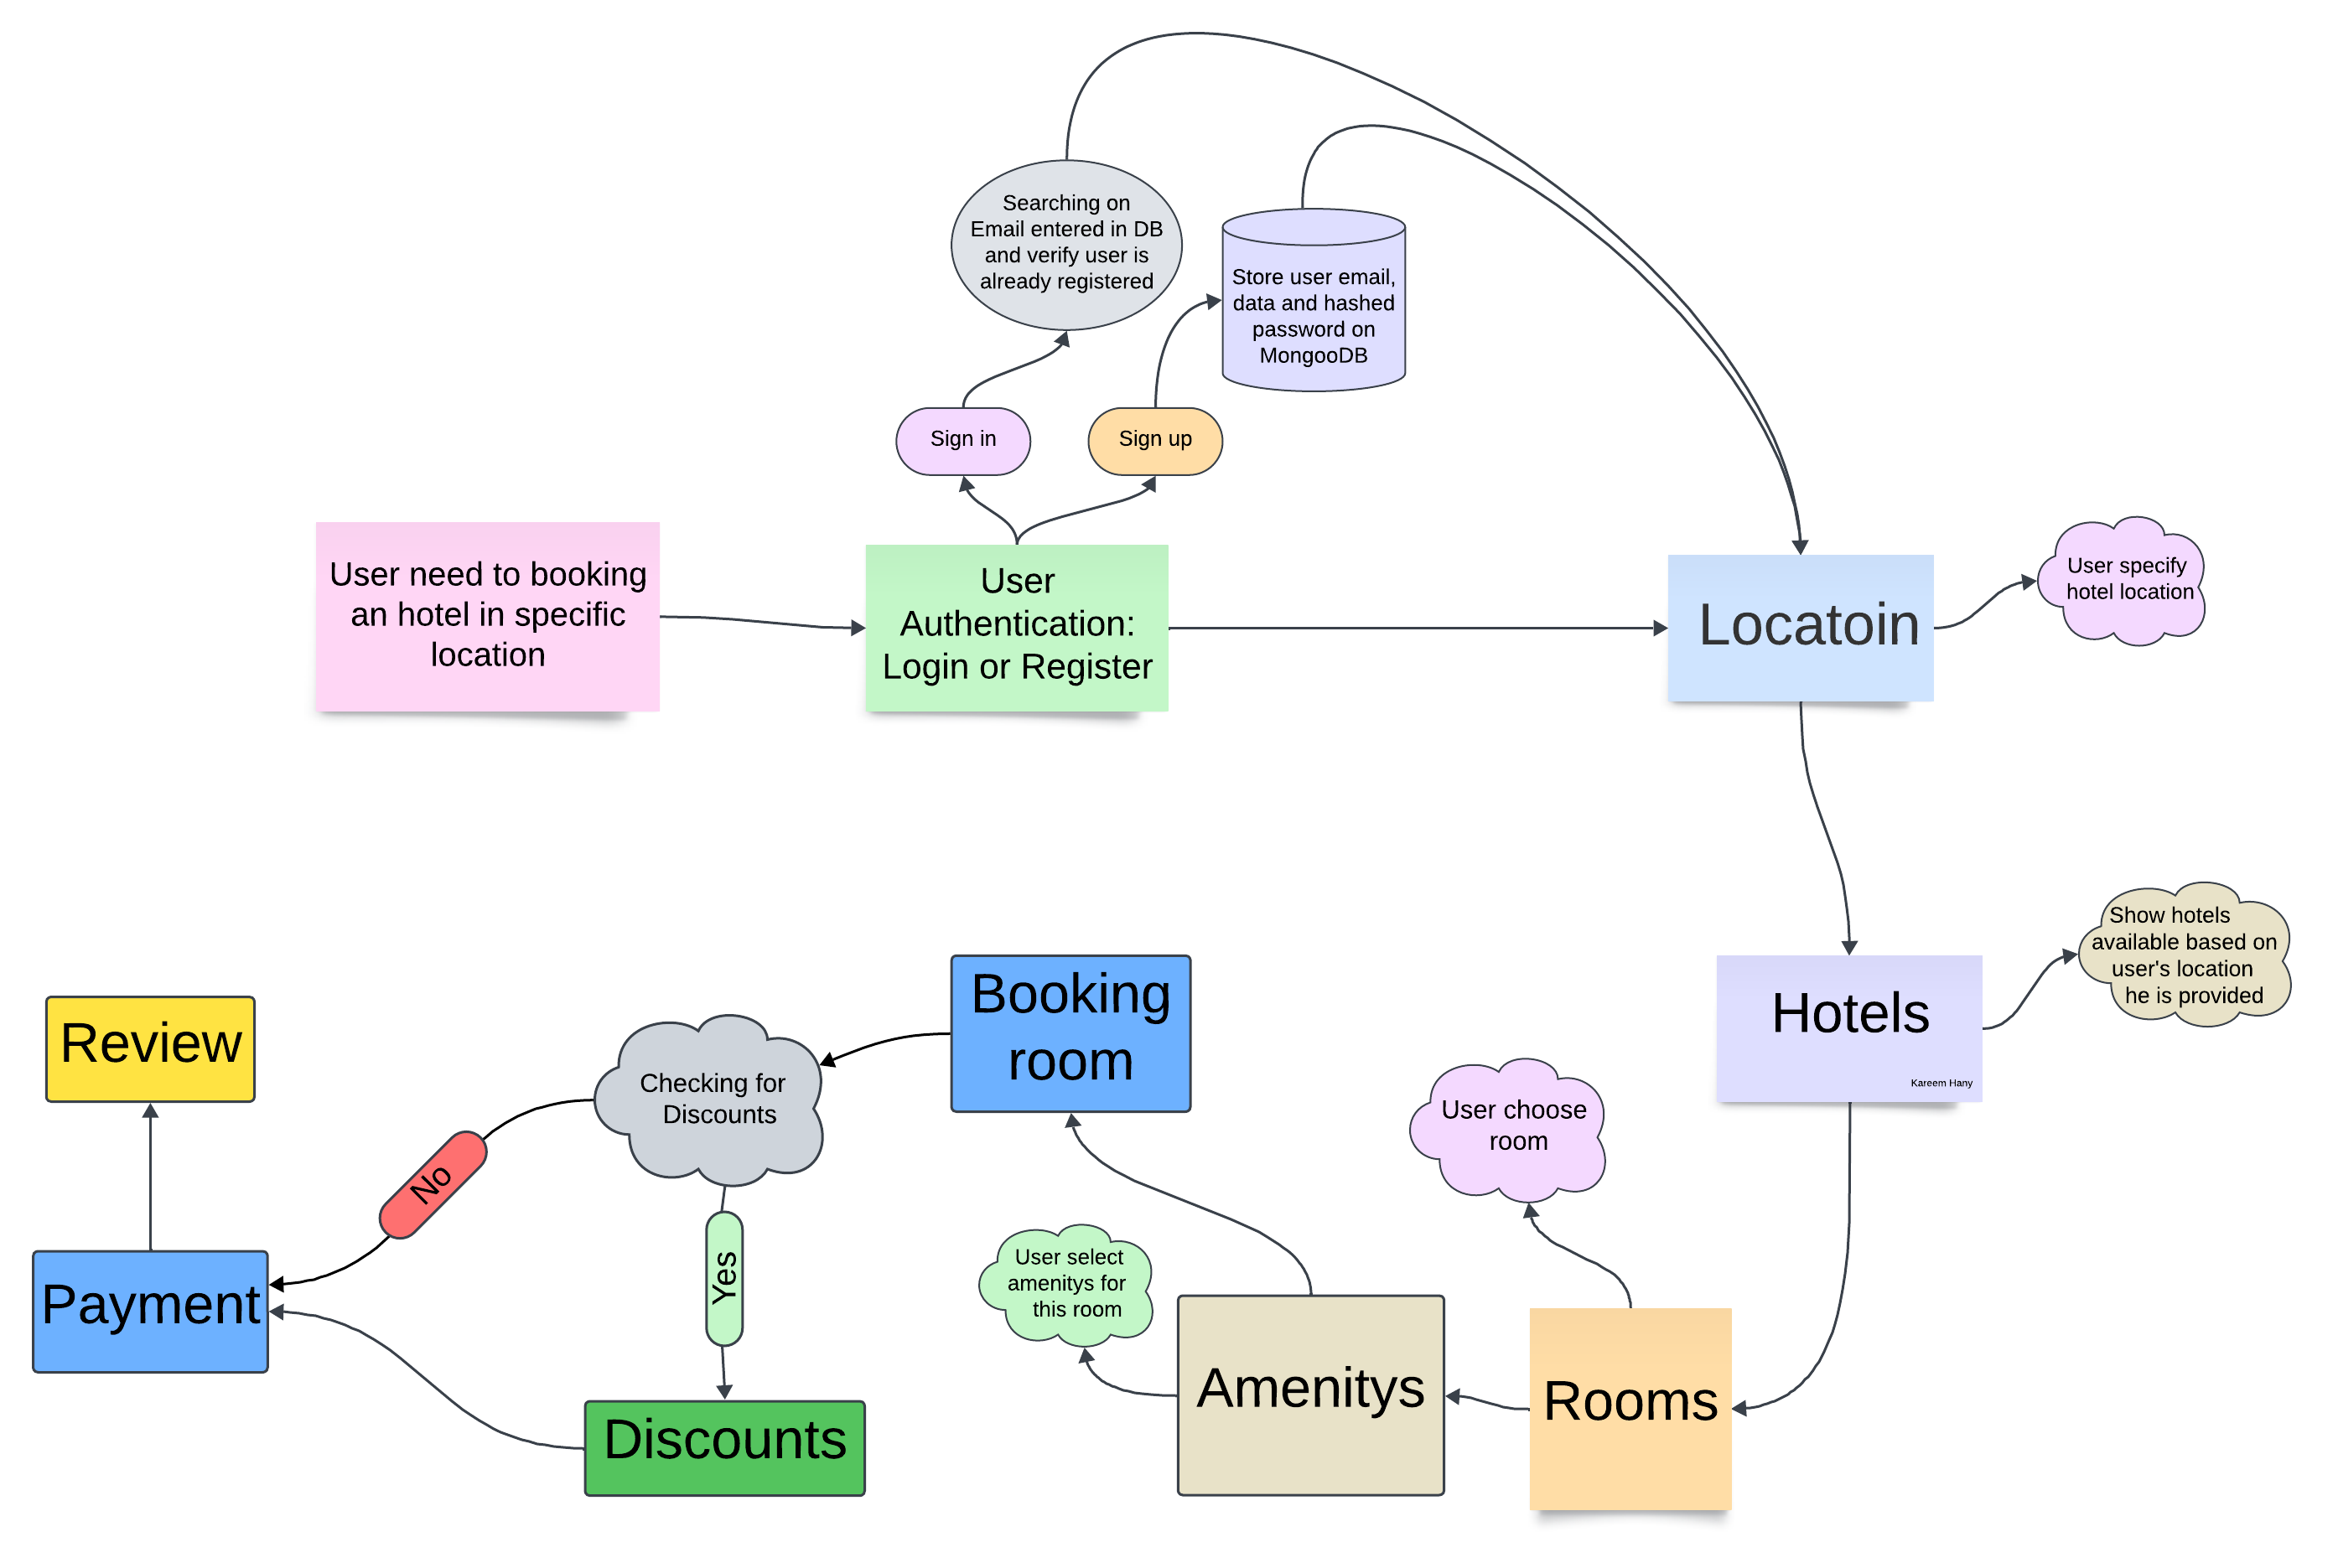 Searching on
Email entered in DB
and verify user is
already registered
Store user email,
data and hashed
password on
MongooDB
Sign in
Sign up
User need to booking
an hotel in specific
location
User
Authentication:
Login or Register
Locatoin
User specify
hotel location
Show hotels
available based on
user's location
he is provided
Hotels
Kareem Hany
Booking
room
Review
Checking for
Discounts
User choose
room
No
Yes
User select
amenitys for
this room
Payment
Amenitys
Rooms
Discounts